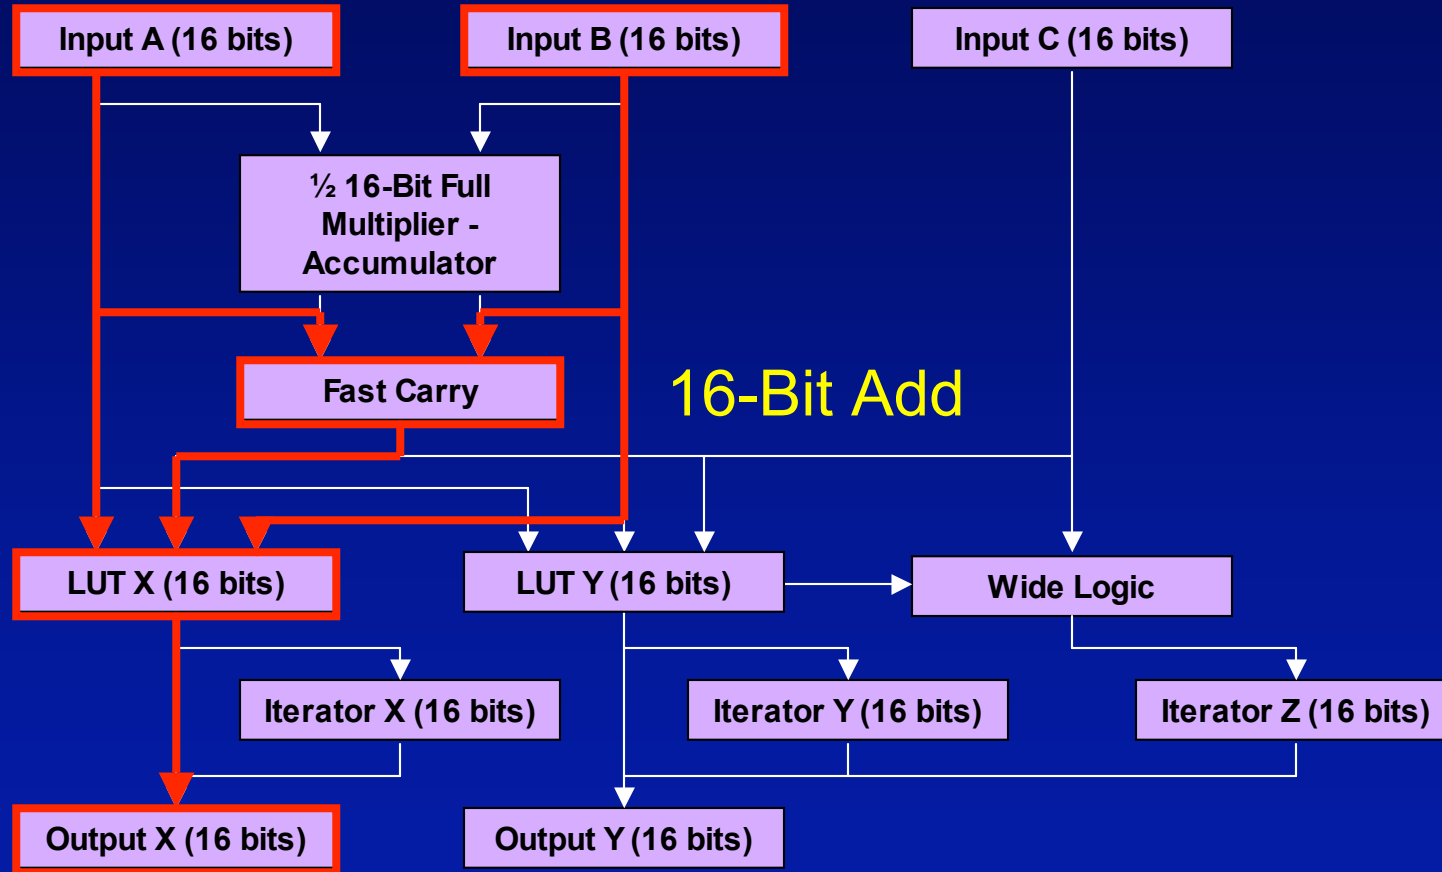 Input A (16 bits)
Input B (16 bits)
Input C (16 bits)
½ 16-Bit Full
Multiplier -
Accumulator
Fast Carry
16-Bit Add
LUT X (16 bits)
LUT Y (16 bits)
Wide Logic
Iterator X (16 bits)
Iterator Y (16 bits)
Iterator Z (16 bits)
Output X (16 bits)
Output Y (16 bits)